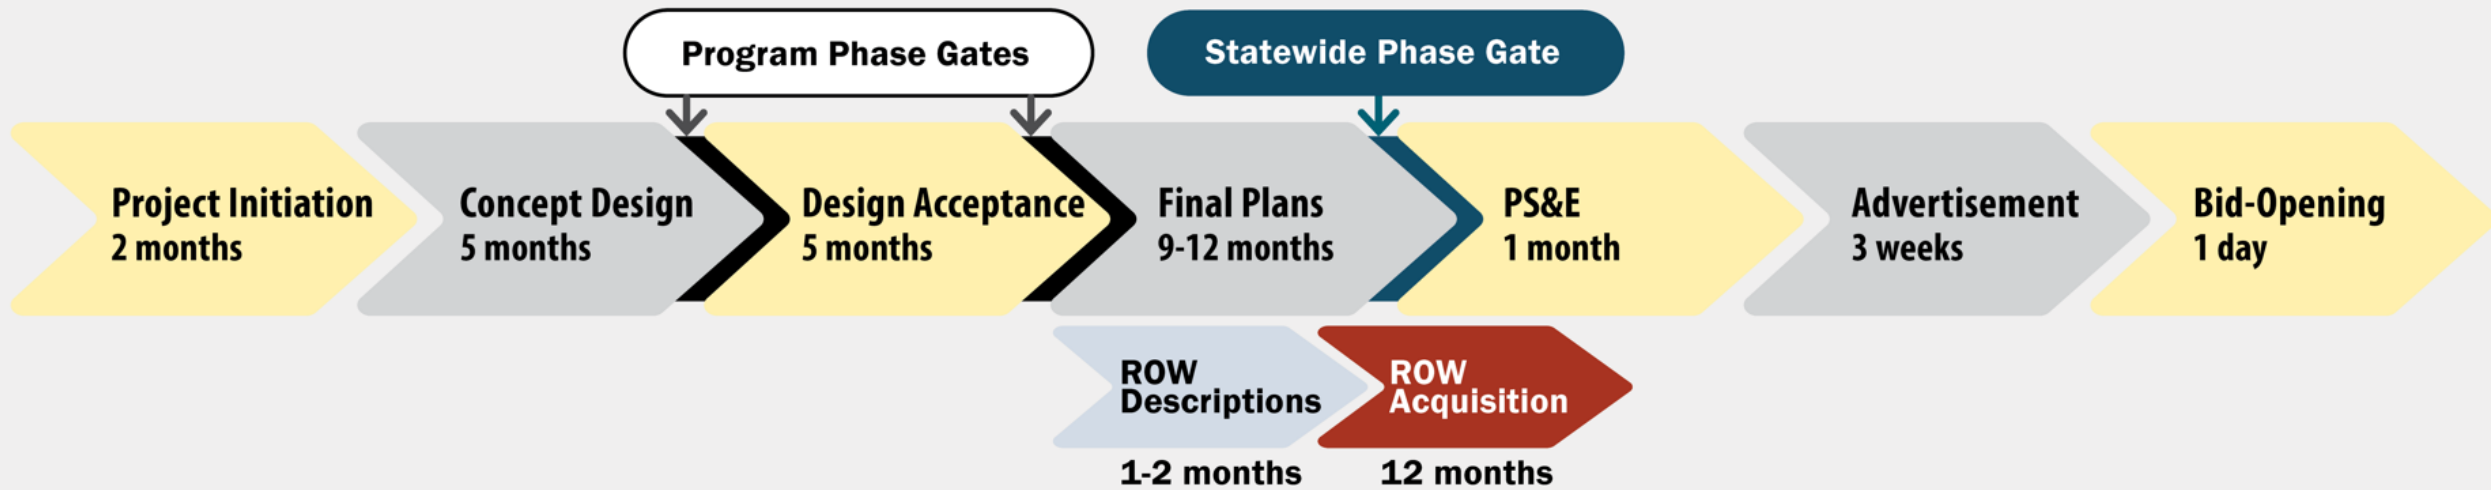 Program Phase Gates
Statewide Phase Gate
Project Initiation
2 months
Concept Design
5 months
Design Acceptance
5 months
Final Plans
9-12 months
PS&E
1 month
Advertisement
3 weeks
Bid-Opening
1 day
ROW
Descriptions
1-2 months
ROW
Acquisition
12 months